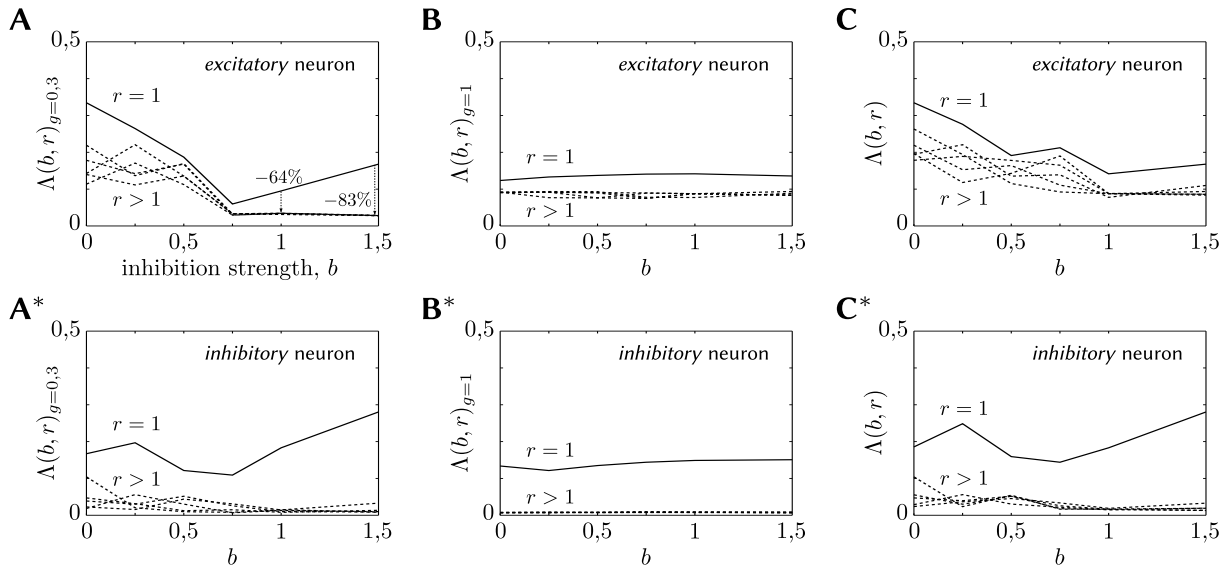 A
0,5
excitatory neuron
r = 1
−64%
−83%
r > 1
0
Λ(b, r)g=0,3
0 0,5 1 1,5
inhibition strength, b
B
0,5
excitatory neuron
r = 1
r > 1
0
Λ(b, r)g=1
0 0,5 1 1,5
b
C
0,5
excitatory neuron
r = 1
r > 1
0
Λ(b, r)
0 0,5 1 1,5
b
A*
0,5
inhibitory neuron
r = 1
r > 1
0
Λ(b, r)g=0,3
0 0,5 1 1,5
b
B*
0,5
inhibitory neuron
r = 1
r > 1
0
Λ(b, r)g=1
0 0,5 1 1,5
b
C*
0,5
inhibitory neuron
r = 1
r > 1
0
Λ(b, r)
0 0,5 1 1,5
b